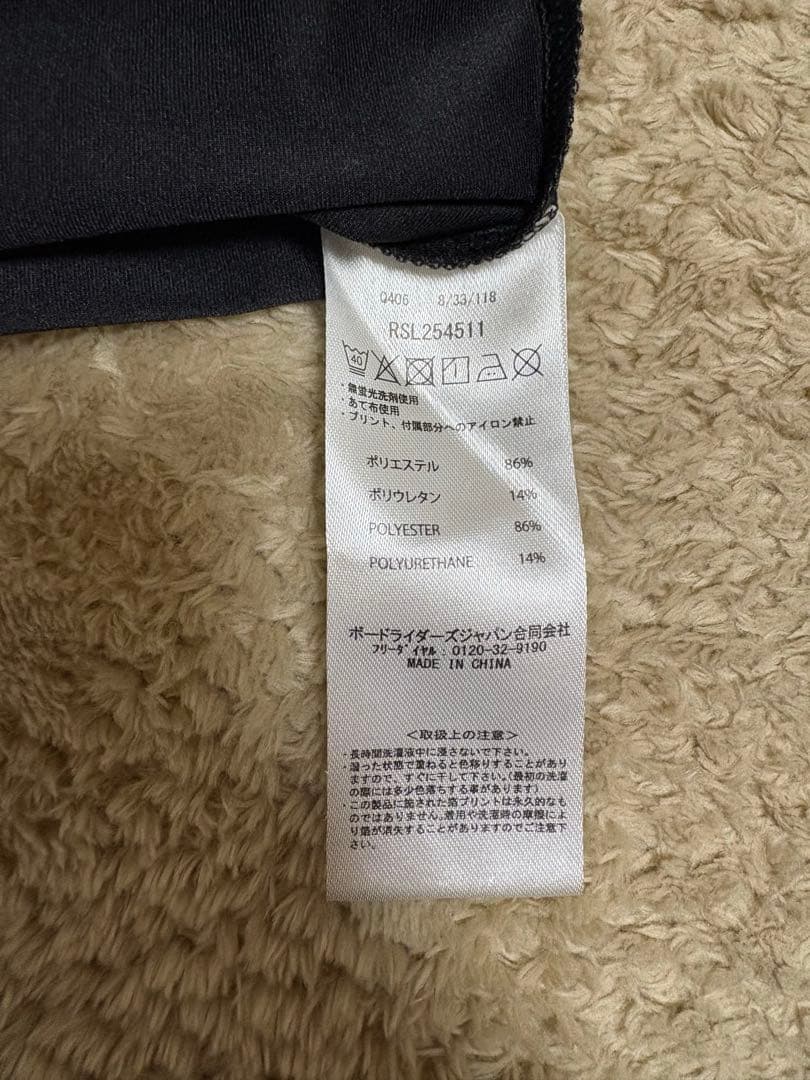 Q406 8/33/118
RSL254511
40
・無蛍光洗剤使用
・あて布使用
・プリント、付属部分へのアイロン禁止
ポリエステル 86%
ポリウレタン 14%
POLYESTER 86%
POLYURETHANE 14%
ボードライダーズジャパン合同会社
フリーダイヤル：0120-32-9190
MADE IN CHINA
＜取扱上の注意＞
・長時間洗濯液中に浸さないで下さい。
・湿った状態で重ねると色移りすることがあり
ますので、すぐに干して下さい。（最初の洗濯
の際には多少色落ちする事があります）
・この製品に施された箔プリントは永久的なも
のではありません。着用や洗濯時の摩擦によ
り箔が消失することがありますのでご注意下
さい。